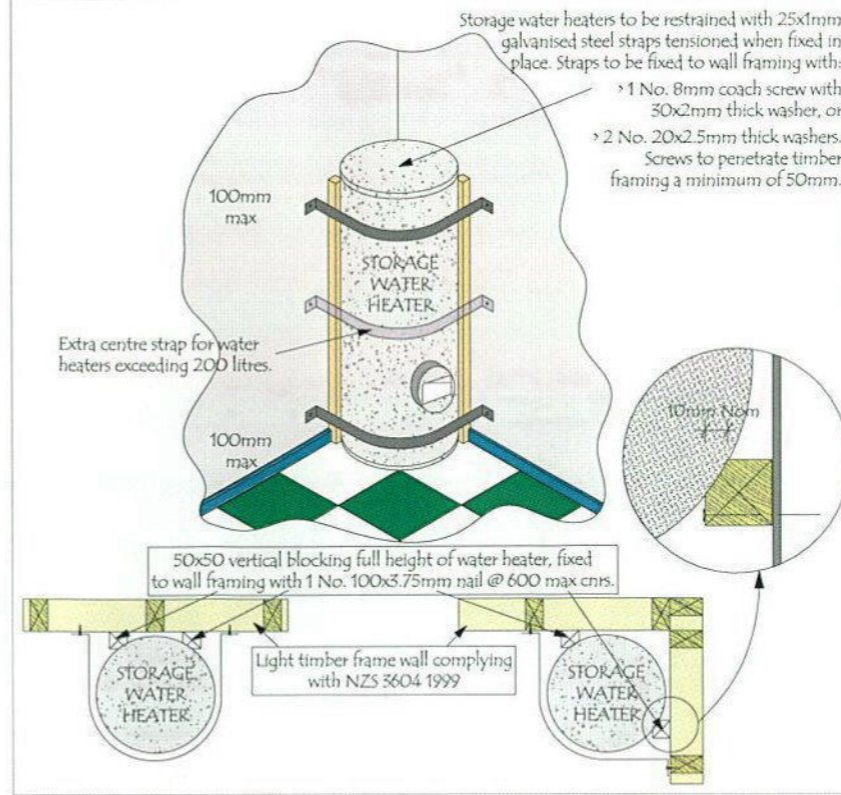 Storage water heaters to be restrained with 25x1mm
galvanised steel straps tensioned when fixed in
place. Straps to be fixed to wall framing with:
› 1 No. 8mm coach screw with
30x2mm thick washer, or
› 2 No. 20x2.5mm thick washers.
Screws to penetrate timber
framing a minimum of 50mm.
100mm
max
STORAGE
WATER
HEATER
Extra centre strap for water
heaters exceeding 200 litres.
10mm Nom
100mm
max
50x50 vertical blocking full height of water heater, fixed
to wall framing with 1 No. 100x3.75mm nail @ 600 max cnrs.
Light timber frame wall complying
with NZS 3604 1999
STORAGE
WATER
HEATER
STORAGE
WATER
HEATER